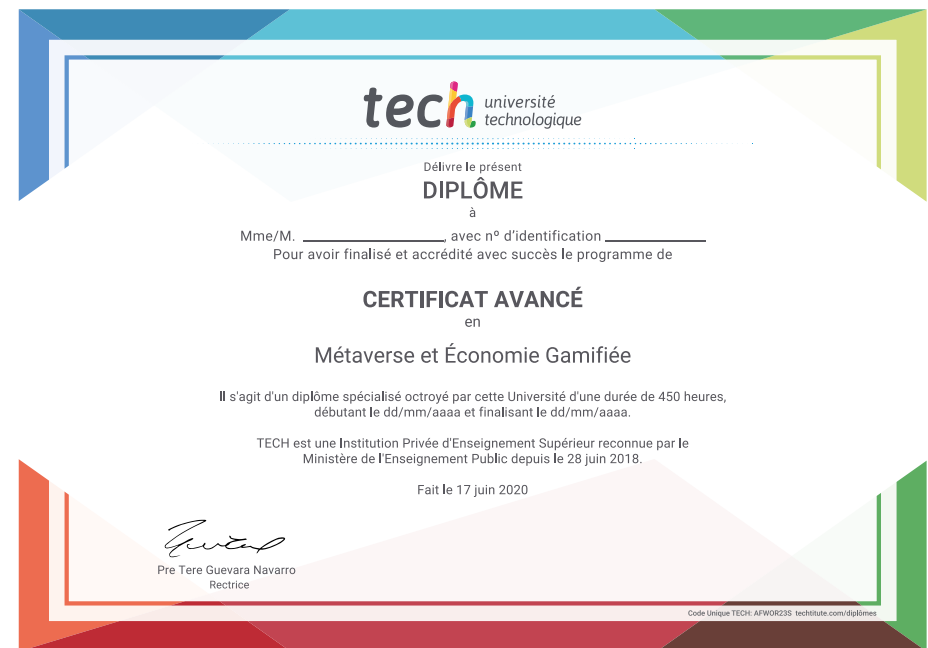 tech université
technologique
Délivre le présent
DIPLÔME
à
Mme/M. ____________________, avec nº d'identification ______________
Pour avoir finalisé et accrédité avec succès le programme de
CERTIFICAT AVANCÉ
en
Métaverse et Économie Gamifiée
Il s'agit d'un diplôme spécialisé octroyé par cette Université d'une durée de 450 heures,
débutant le dd/mm/aaaa et finalisant le dd/mm/aaaa.
TECH est une Institution Privée d'Enseignement Supérieur reconnue par le
Ministère de l'Enseignement Public depuis le 28 juin 2018.
Fait le 17 juin 2020
Pre Tere Guevara Navarro
Rectrice
Code Unique TECH: AFWOR23S techtitute.com/diplômes